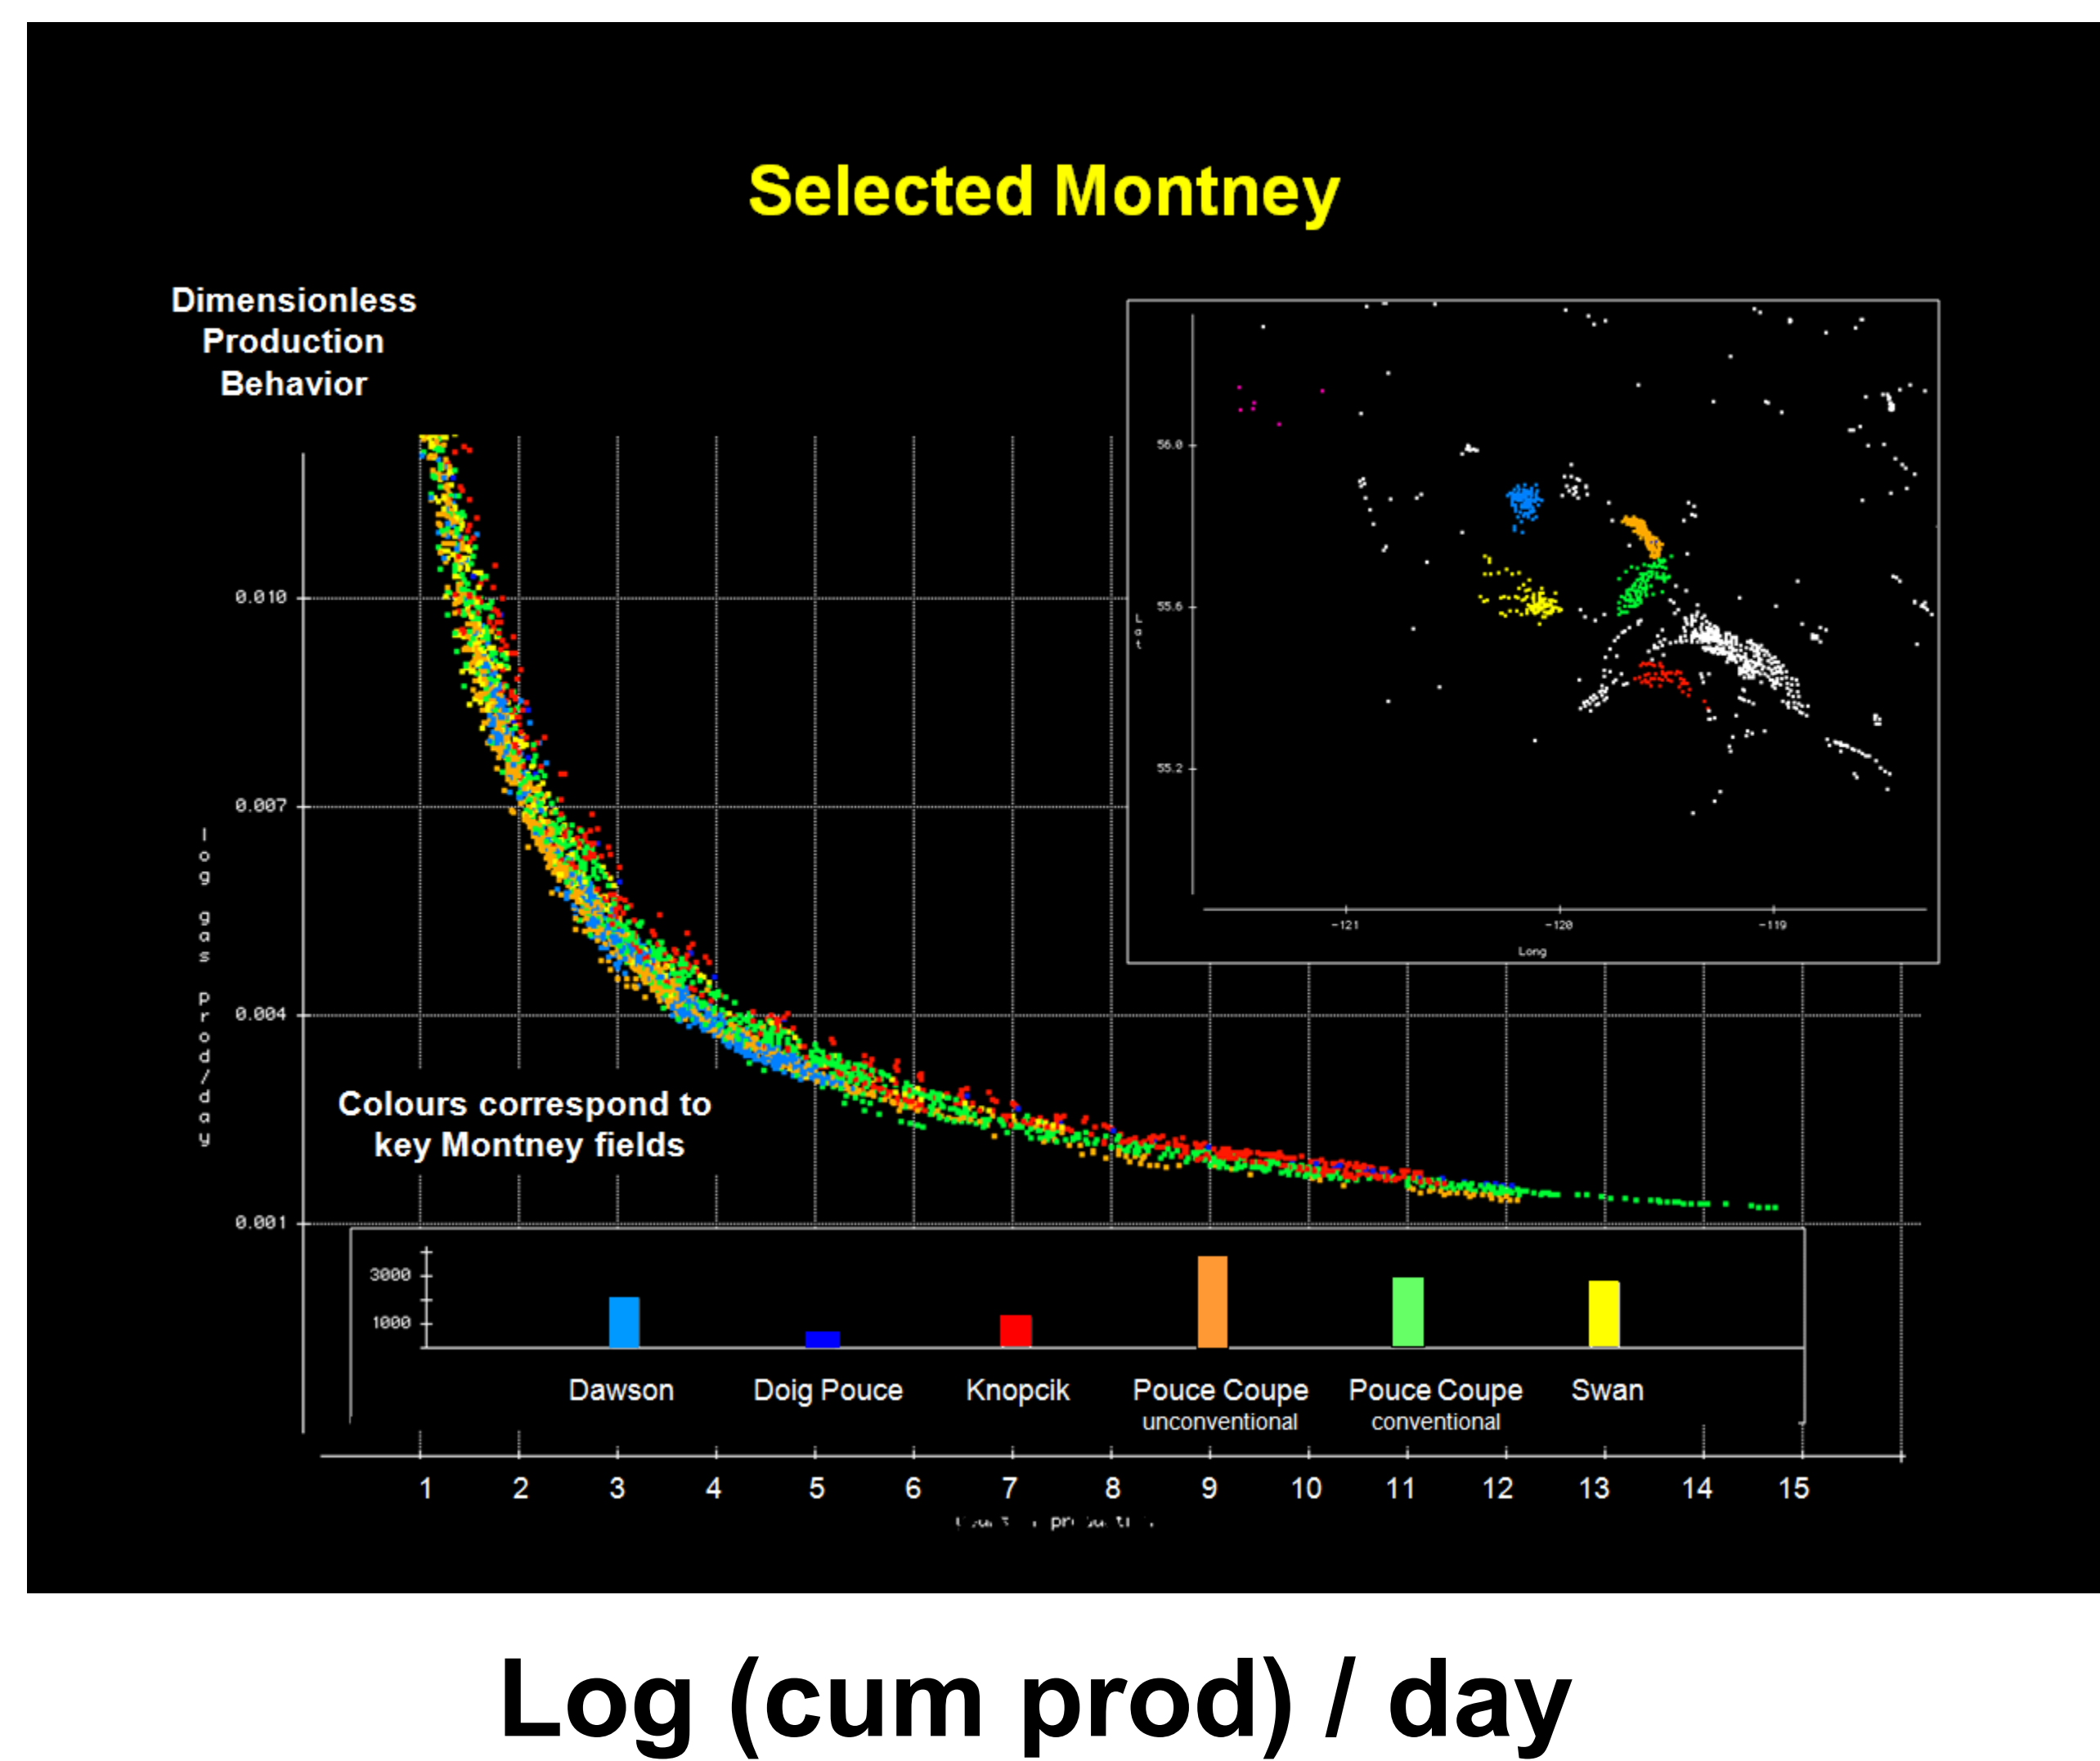 Selected Montney
Dimensionless
Production
Behavior
0.010
0.007
0.004
0.001
log gas prod/day
56.0
55.6
55.2
Lat
-121
-120
-119
Long
Colours correspond to
key Montney fields
3000
1000
Dawson
Doig Pouce
Knopcik
Pouce Coupe
unconventional
Pouce Coupe
conventional
Swan
1 2 3 4 5 6 7 8 9 10 11 12 13 14 15
Log (cum prod) / day